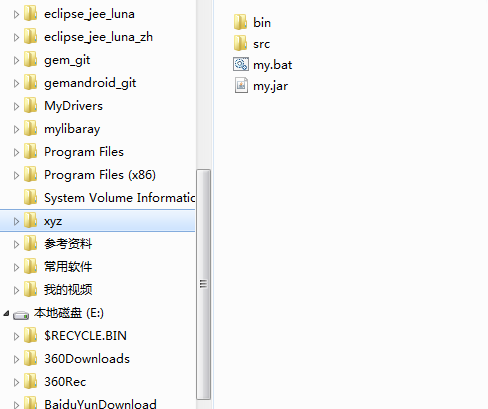 eclipse_jee_luna
eclipse_jee_luna_zh
gem_git
gemandroid_git
MyDrivers
mylibaray
Program Files
Program Files (x86)
System Volume Informatic
xyz
参考资料
常用软件
我的视频
本地磁盘 (E:)
$RECYCLE.BIN
360Downloads
360Rec
BaiduYunDownload
bin
src
my.bat
my.jar